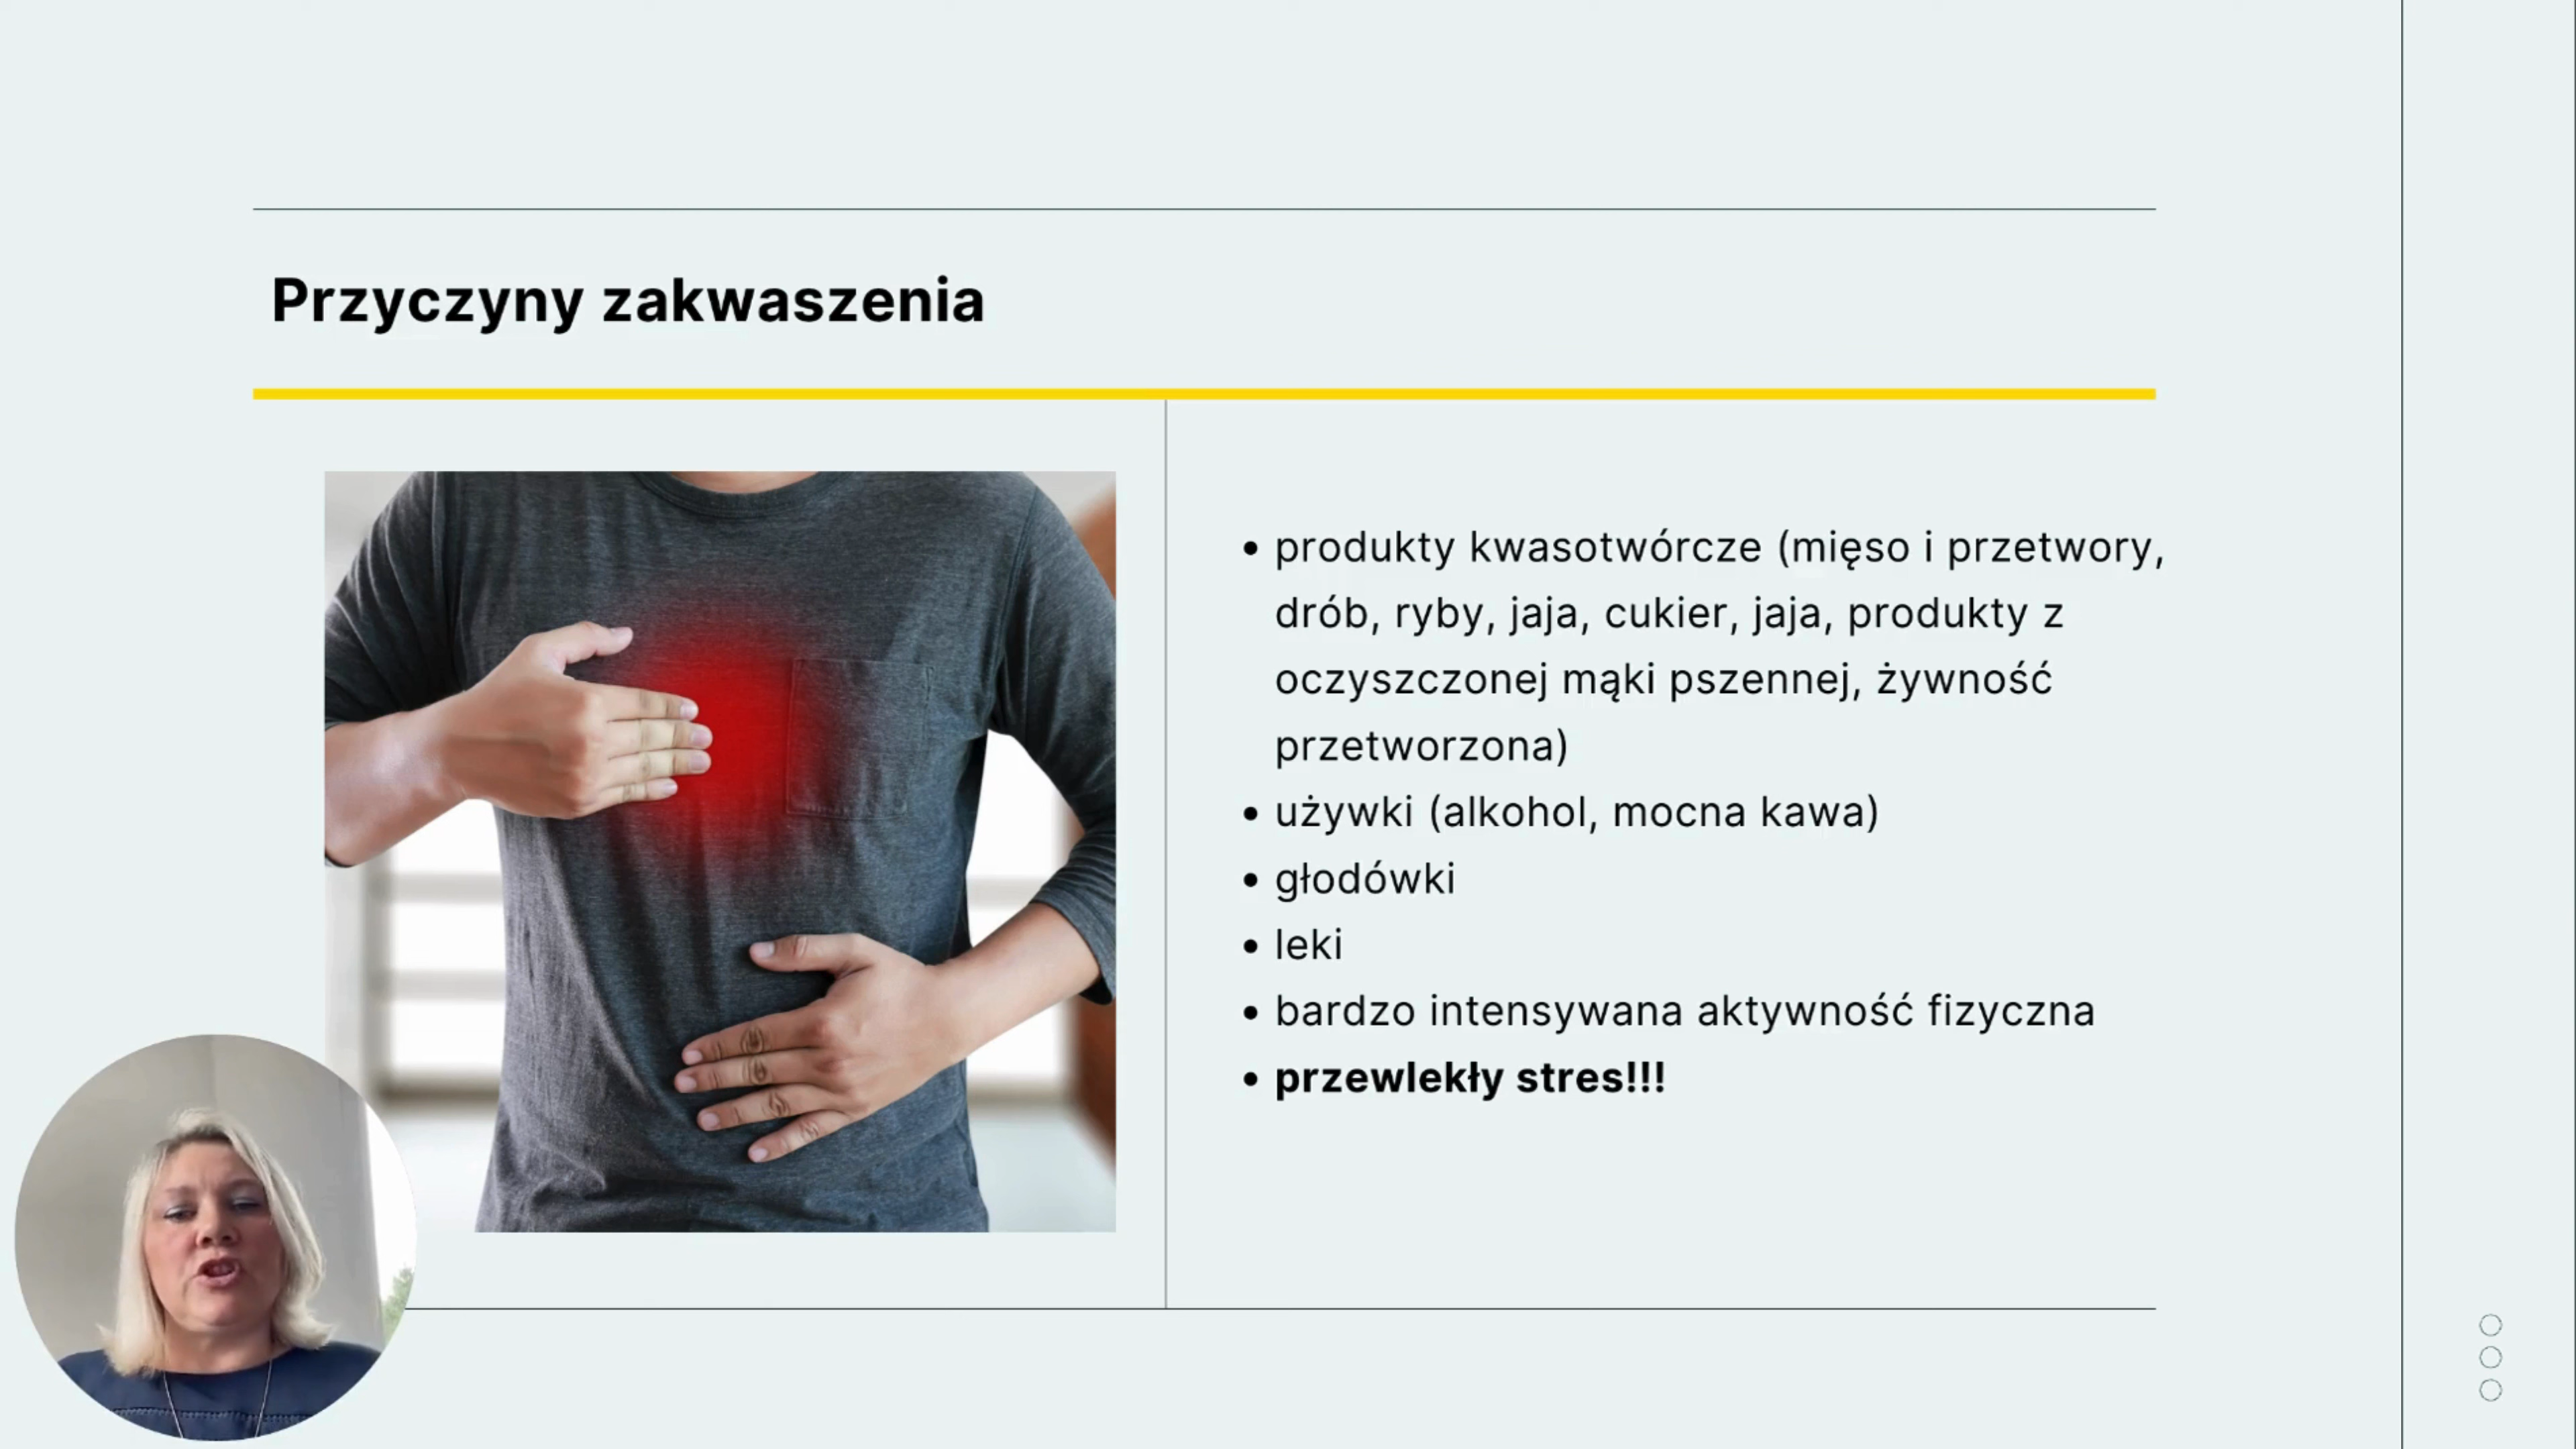 Przyczyny zakwaszenia
• produkty kwasotwórcze (mięso i przetwory,
drób, ryby, jaja, cukier, jaja, produkty z
oczyszczonej mąki pszennej, żywność
przetworzona)
• używki (alkohol, mocna kawa)
• głodówki
• leki
• bardzo intensywana aktywność fizyczna
• przewlekły stres!!!